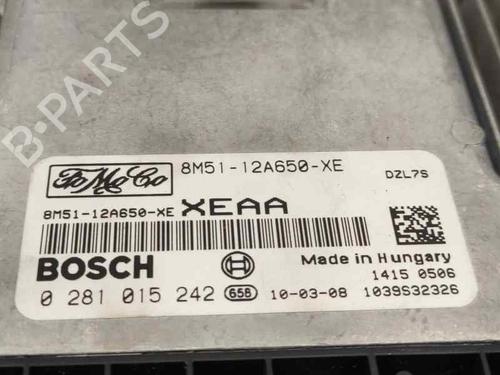 B-PARTS
FoMoCo
8M51-12A650-XE
DZL7S
8M51-12A650-XE XEAA
BOSCH
Made in Hungary
1415 0506
0 281 015 242 658 10-03-08 1039S32326